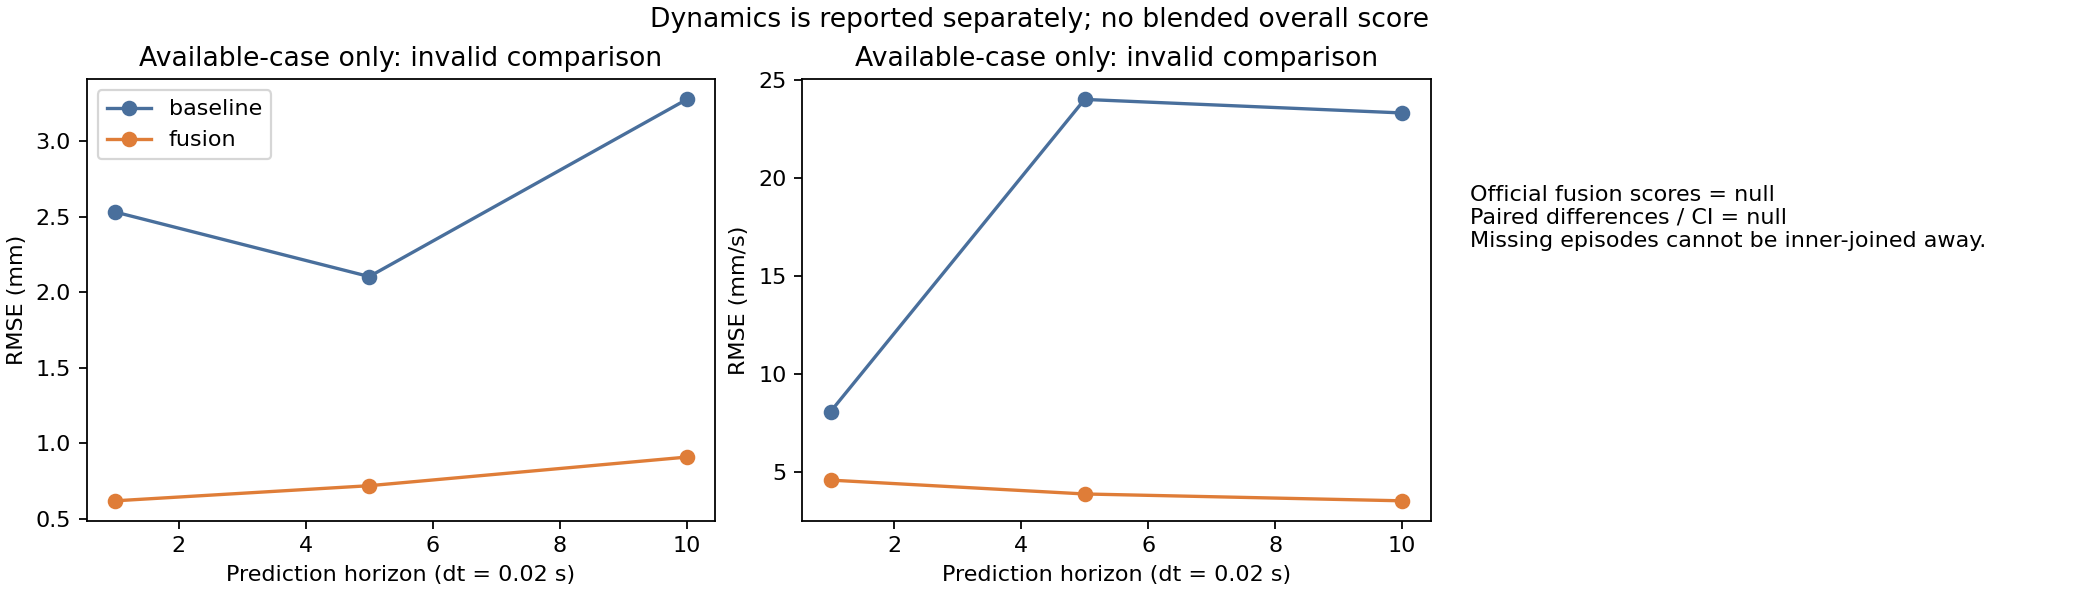 Dynamics is reported separately; no blended overall score
Available-case only: invalid comparison
baseline
fusion
RMSE (mm)
3.0
2.5
2.0
1.5
1.0
0.5
2 4 6 8 10
Prediction horizon (dt = 0.02 s)
Available-case only: invalid comparison
RMSE (mm/s)
25
20
15
10
5
2 4 6 8 10
Prediction horizon (dt = 0.02 s)
Official fusion scores = null
Paired differences / CI = null
Missing episodes cannot be inner-joined away.